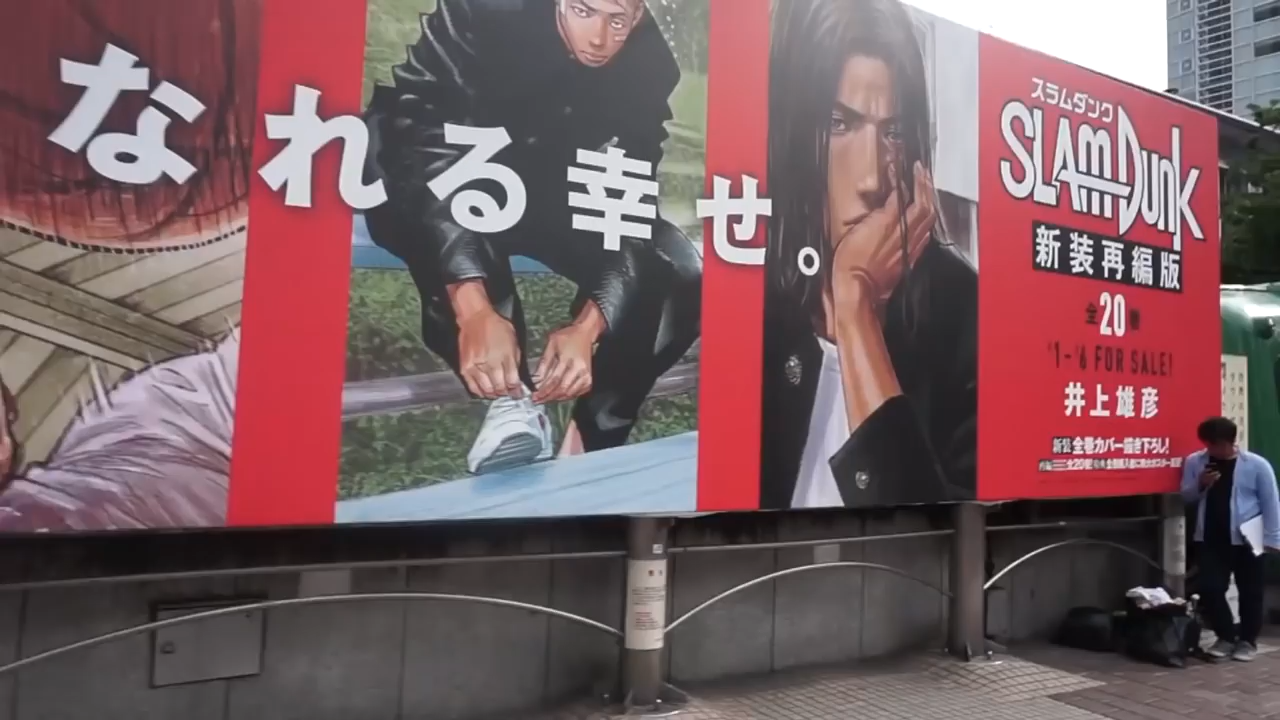 なれる幸せ。
スラムダンク
SLAM DUNK
新装再編版
全20巻
1-6 FOR SALE!
井上雄彦
新装 全巻カバー描き下ろし!